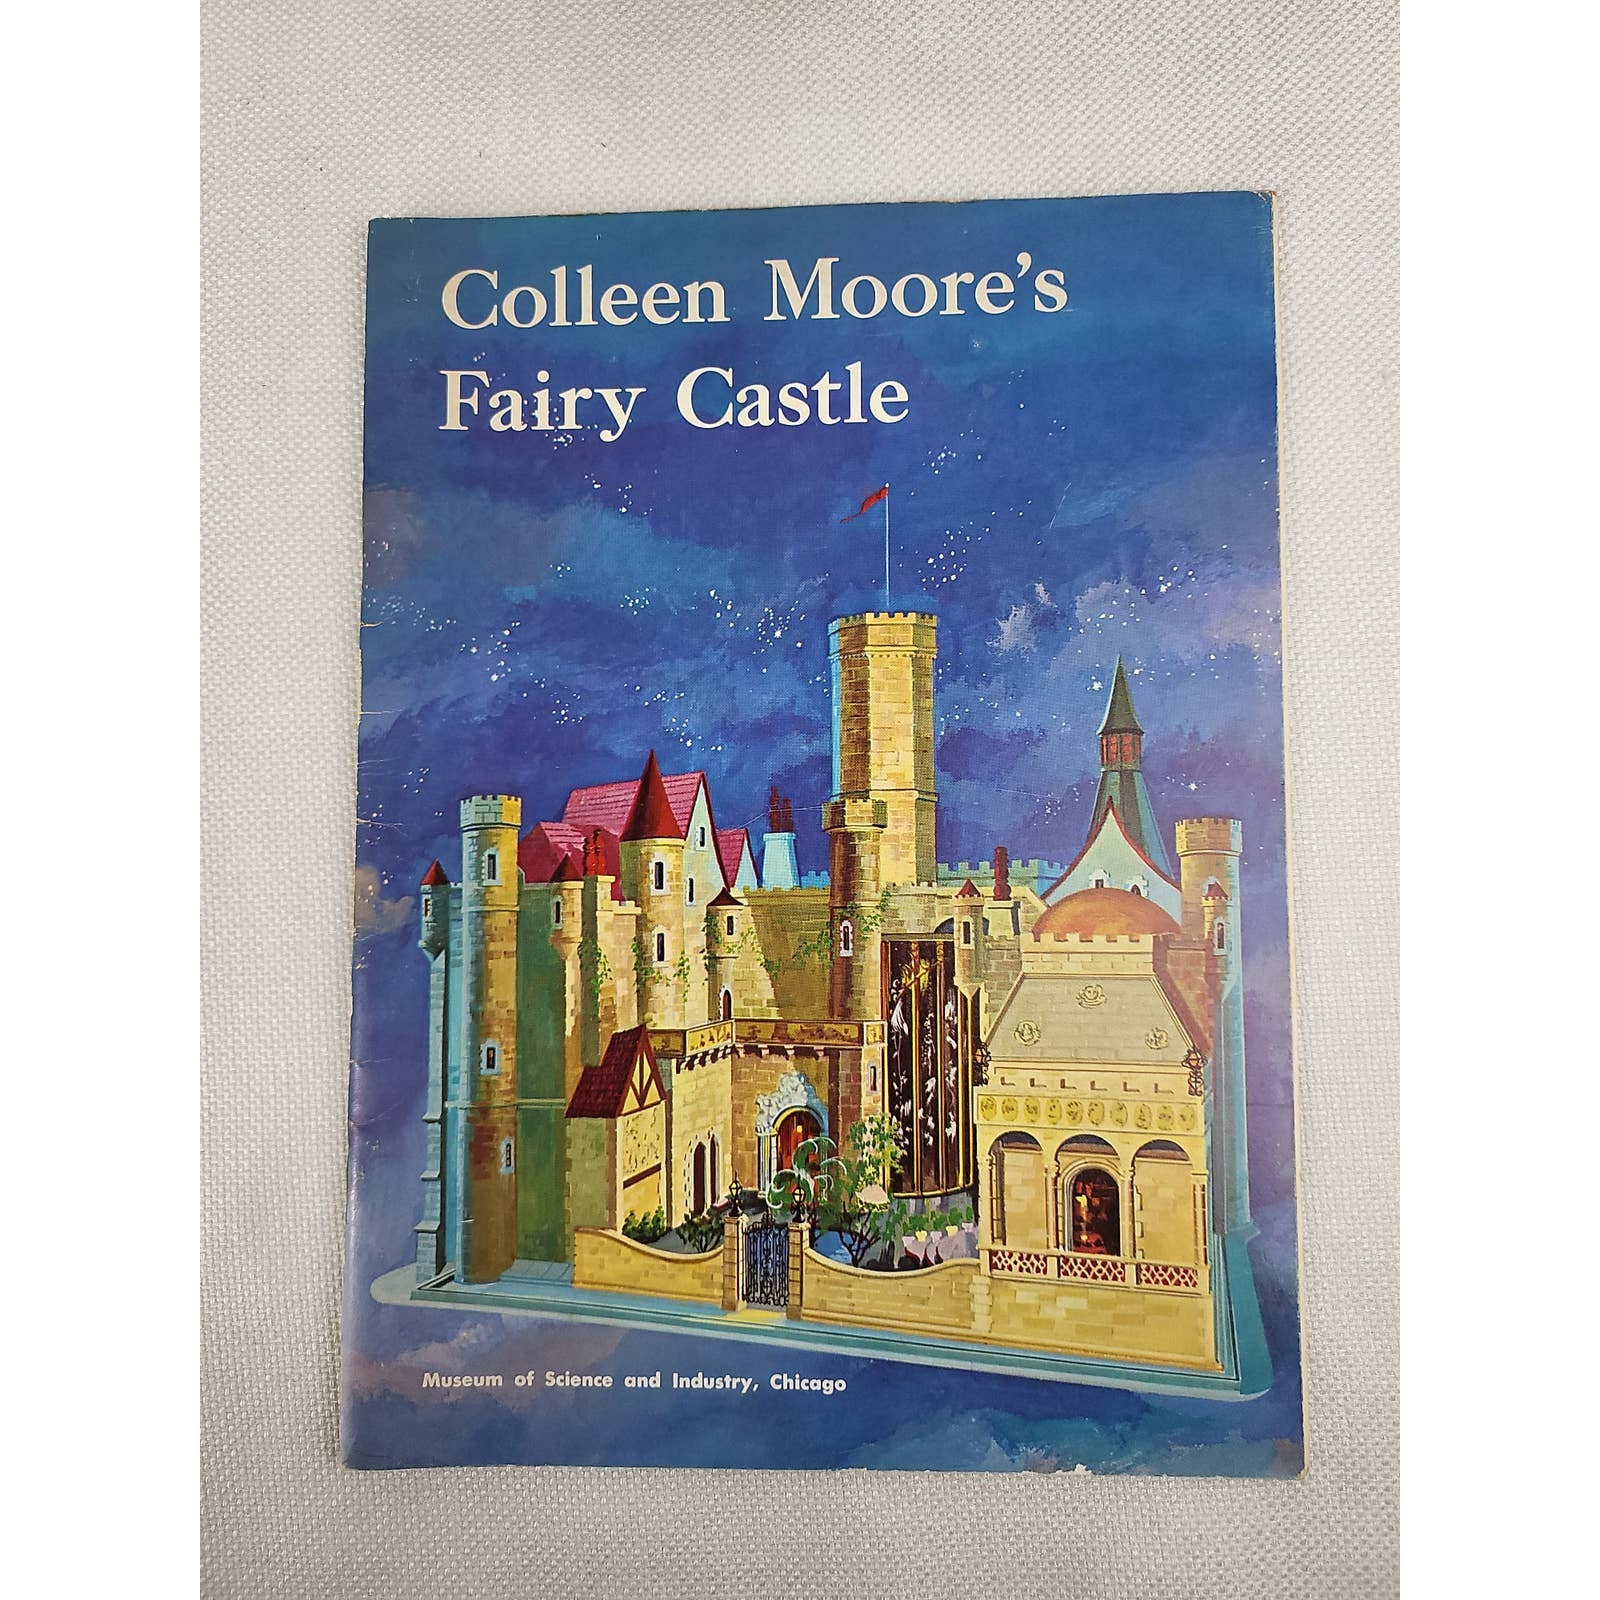 Colleen Moore's
Fairy Castle
Museum of Science and Industry, Chicago